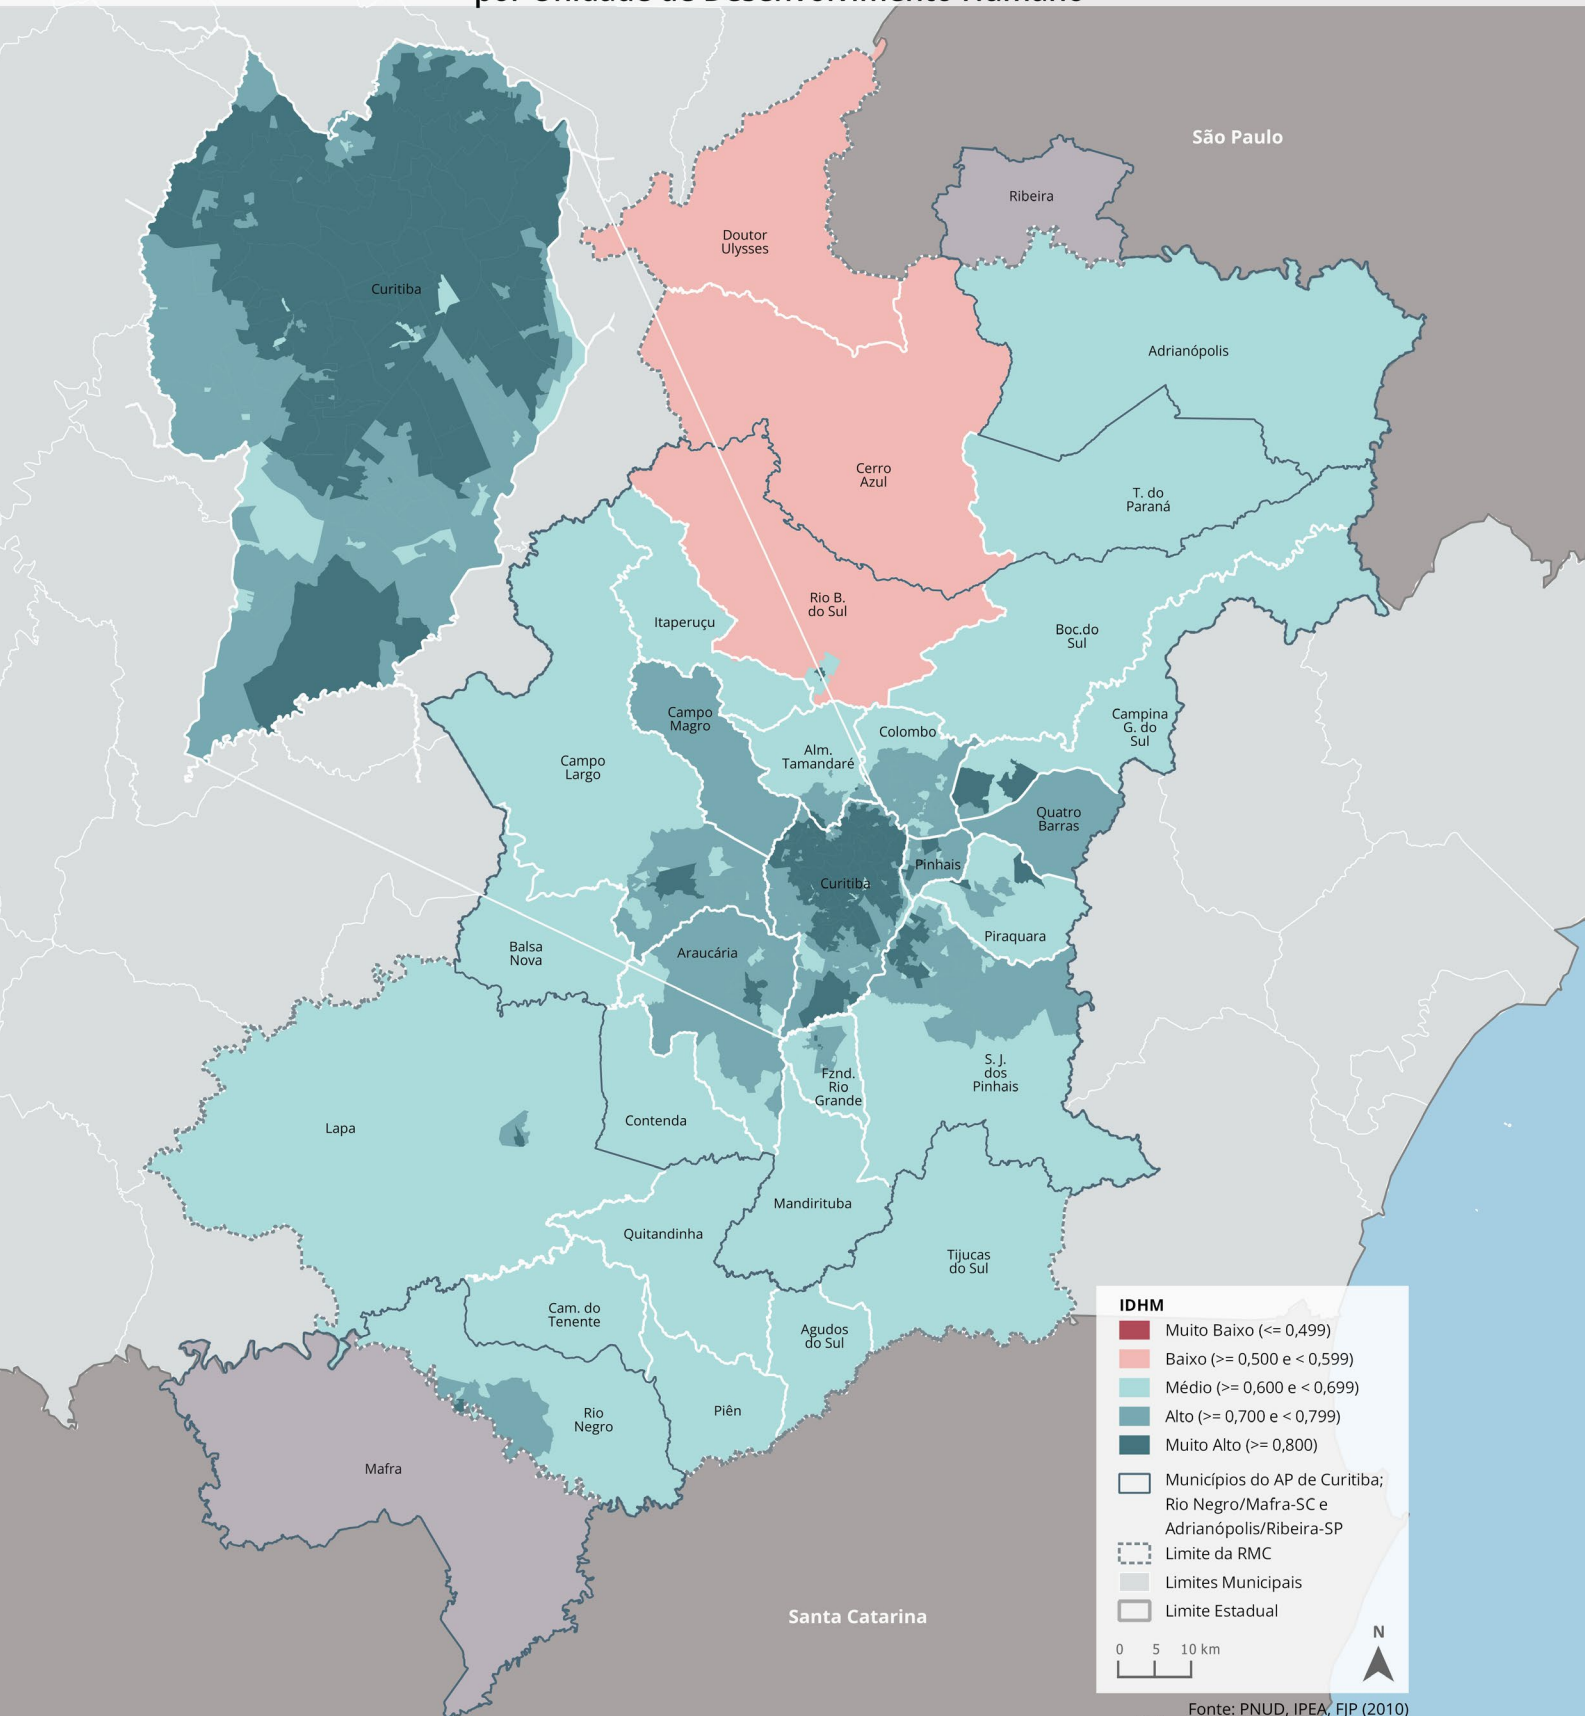 por Unidade de Desenvolvimento Humano
São Paulo
Ribeira
Doutor
Ulysses
Curitiba
Adrianópolis
Cerro
Azul
T. do
Paraná
Rio B.
do Sul
Itaperuçu
Boc.do
Sul
Campo
Magro
Campina
G. do
Sul
Colombo
Alm.
Tamandaré
Campo
Largo
Quatro
Barras
Pinhais
Curitiba
Piraquara
Balsa
Nova
Araucária
S. J.
dos
Pinhais
Fznd.
Rio
Grande
Contenda
Lapa
Mandirituba
Quitandinha
Tijucas
do Sul
Cam. do
Tenente
Agudos
do Sul
Rio
Negro
Piên
Mafra
Santa Catarina
IDHM
Muito Baixo (<= 0,499)
Baixo (>= 0,500 e < 0,599)
Médio (>= 0,600 e < 0,699)
Alto (>= 0,700 e < 0,799)
Muito Alto (>= 0,800)
Municípios do AP de Curitiba;
Rio Negro/Mafra-SC e
Adrianópolis/Ribeira-SP
Limite da RMC
Limites Municipais
Limite Estadual
N
0 5 10 km
Fonte: PNUD, IPEA, FJP (2010)